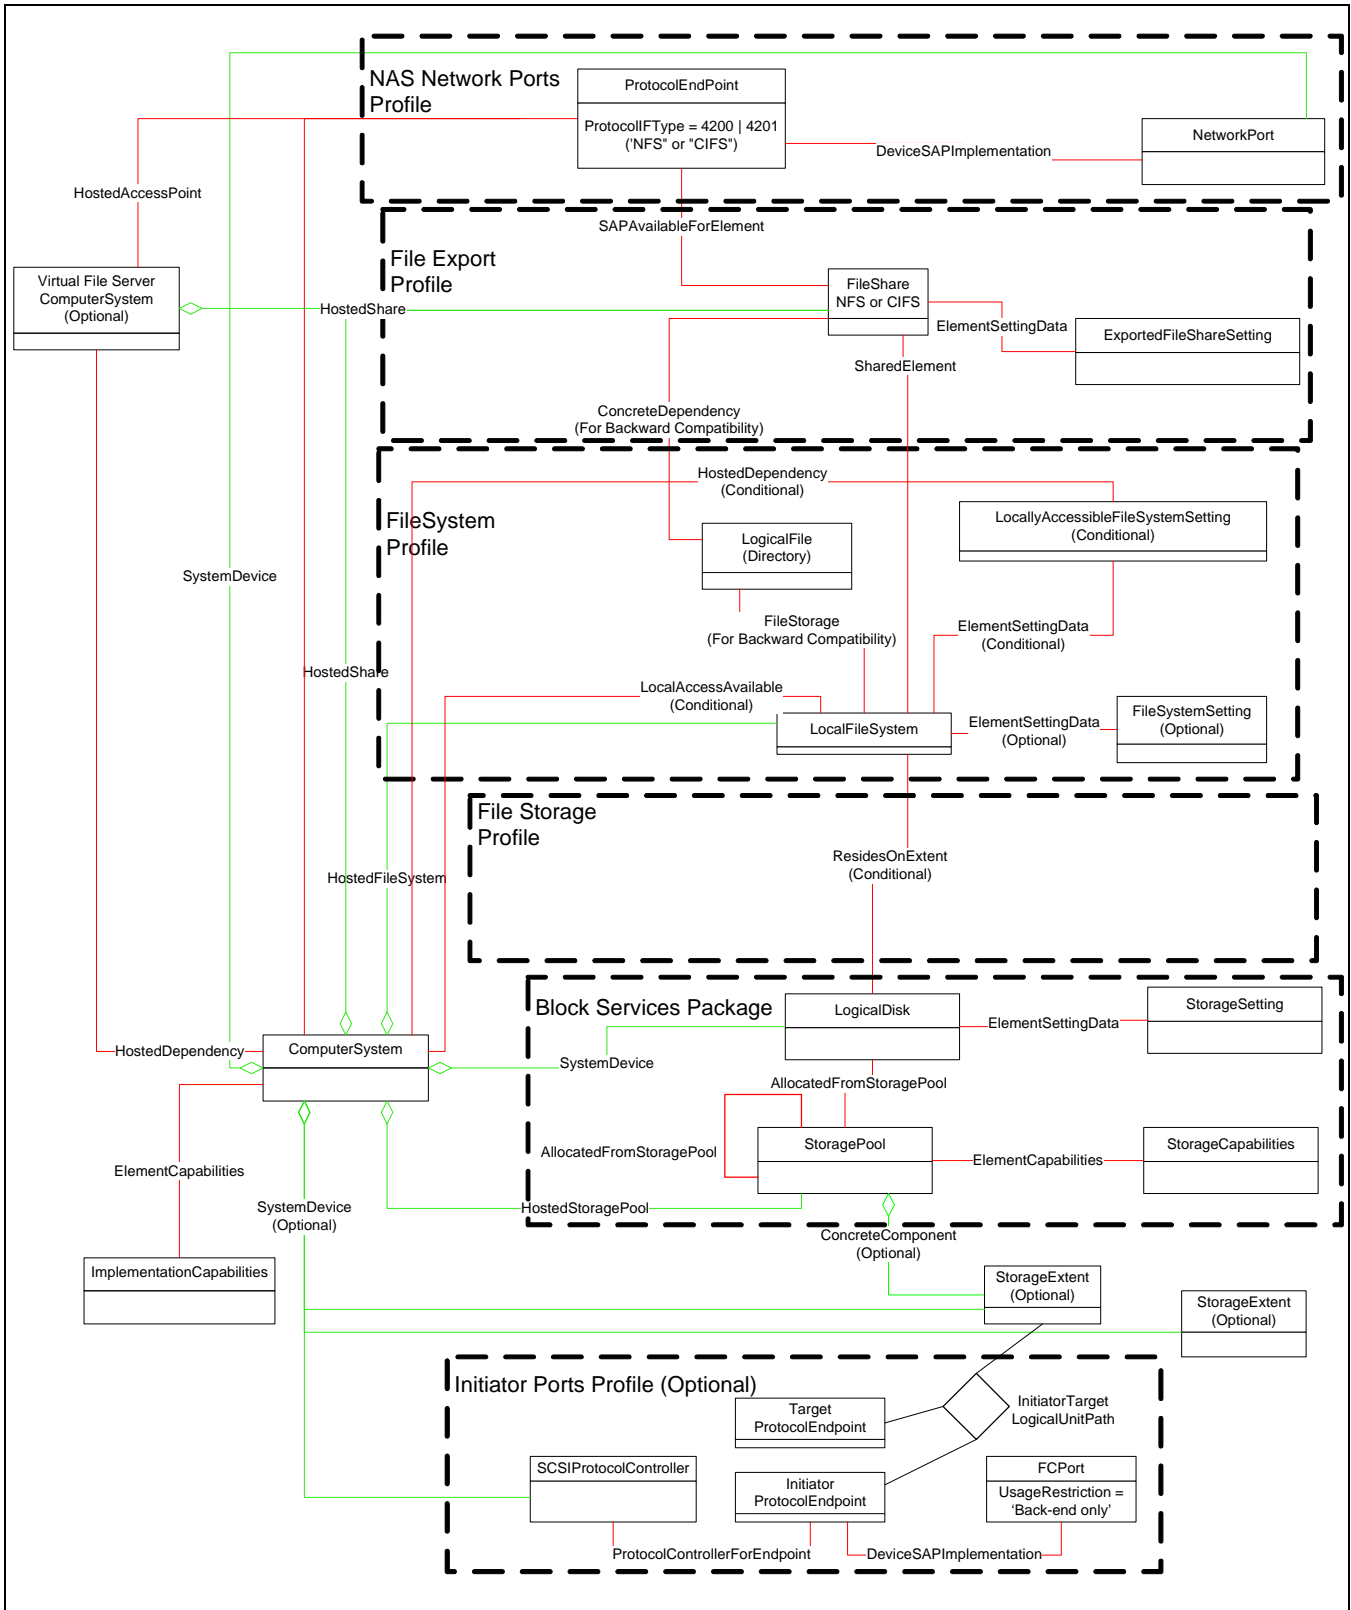 NAS Network Ports
Profile
ProtocolEndPoint
ProtocolIFType = 4200 | 4201
('NFS" or "CIFS")
DeviceSAPImplementation
NetworkPort
HostedAccessPoint
SAPAvailableForElement
File Export
Profile
Virtual File Server
ComputerSystem
(Optional)
HostedShare
FileShare
NFS or CIFS
ElementSettingData
ExportedFileShareSetting
SharedElement
ConcreteDependency
(For Backward Compatibility)
HostedDependency
(Conditional)
FileSystem
Profile
LocallyAccessibleFileSystemSetting
(Conditional)
LogicalFile
(Directory)
SystemDevice
FileStorage
(For Backward Compatibility)
ElementSettingData
(Conditional)
HostedShare
LocalAccessAvailable
(Conditional)
LocalFileSystem
ElementSettingData
(Optional)
FileSystemSetting
(Optional)
File Storage
Profile
ResidesOnExtent
(Conditional)
HostedFileSystem
Block Services Package
LogicalDisk
ElementSettingData
StorageSetting
HostedDependency
ComputerSystem
SystemDevice
AllocatedFromStoragePool
AllocatedFromStoragePool
StoragePool
ElementCapabilities
StorageCapabilities
ElementCapabilities
SystemDevice
(Optional)
HostedStoragePool
ConcreteComponent
(Optional)
ImplementationCapabilities
StorageExtent
(Optional)
StorageExtent
(Optional)
Initiator Ports Profile (Optional)
Target
ProtocolEndpoint
InitiatorTarget
LogicalUnitPath
SCSIProtocolController
Initiator
ProtocolEndpoint
FCPort
UsageRestriction =
‘Back-end only’
ProtocolControllerForEndpoint
DeviceSAPImplementation